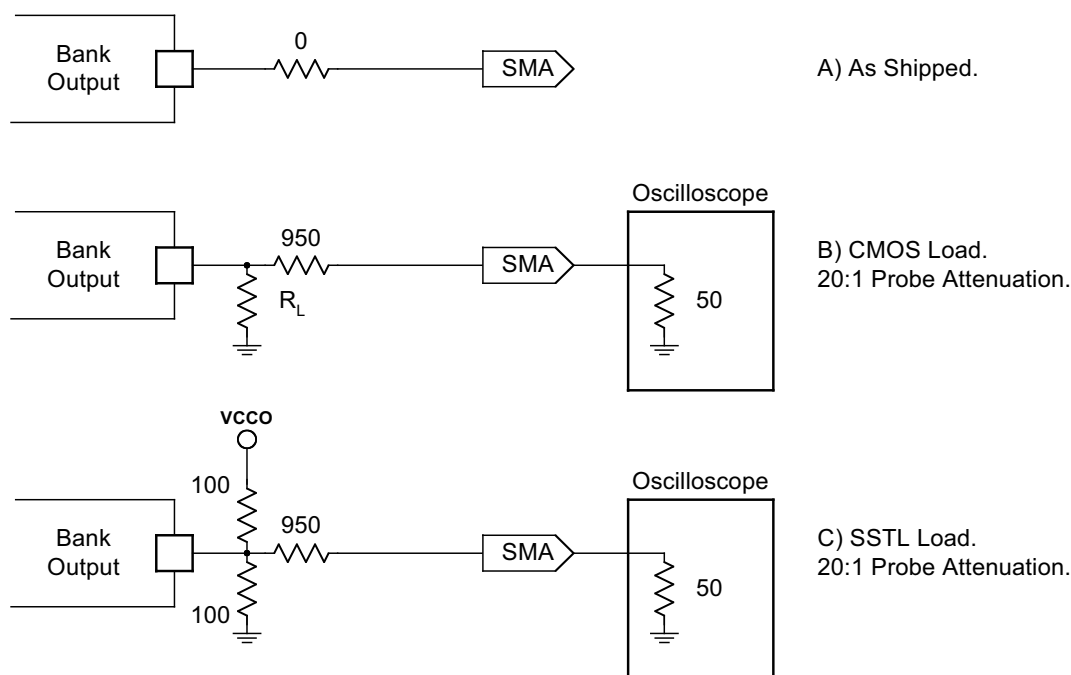 Bank
Output
0
SMA
A) As Shipped.
Oscilloscope
Bank
Output
950
R_L
SMA
50
B) CMOS Load.
20:1 Probe Attenuation.
VCCO
100
Bank
Output
100
950
SMA
Oscilloscope
50
C) SSTL Load.
20:1 Probe Attenuation.